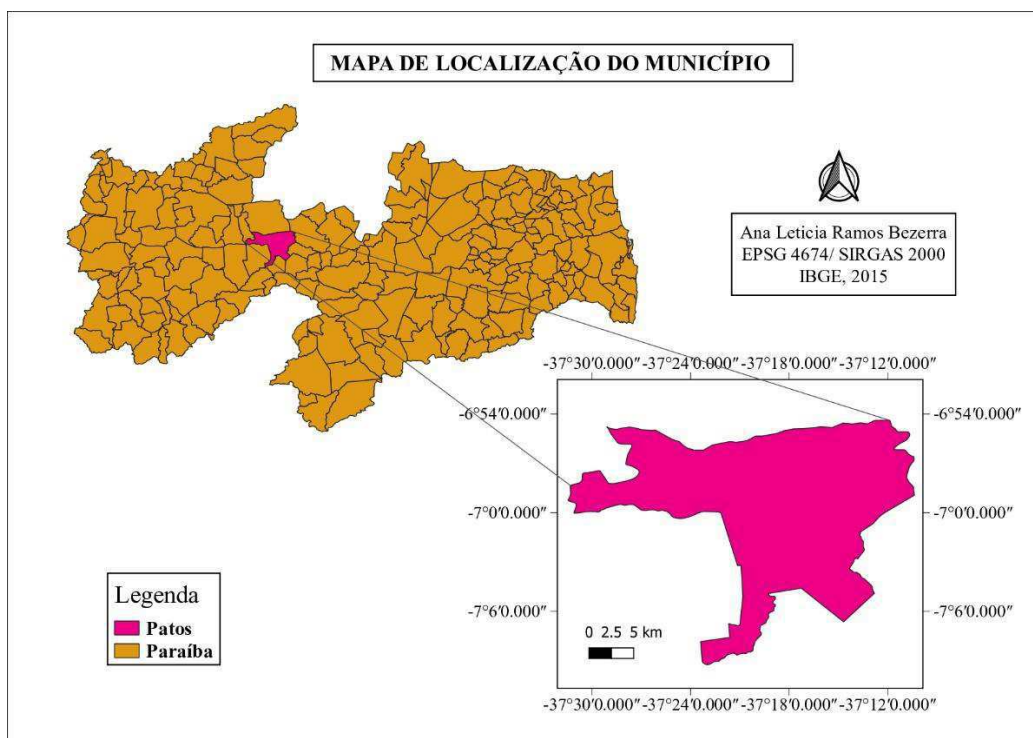 MAPA DE LOCALIZAÇÃO DO MUNICÍPIO
Ana Leticia Ramos Bezerra
EPSG 4674/ SIRGAS 2000
IBGE, 2015
-37°30′0.000″ -37°24′0.000″ -37°18′0.000″ -37°12′0.000″
-6°54′0.000″ -6°54′0.000″
-7°0′0.000″ -7°0′0.000″
-7°6′0.000″ -7°6′0.000″
0 2.5 5 km
-37°30′0.000″ -37°24′0.000″ -37°18′0.000″ -37°12′0.000″
Legenda
Patos
Paraíba